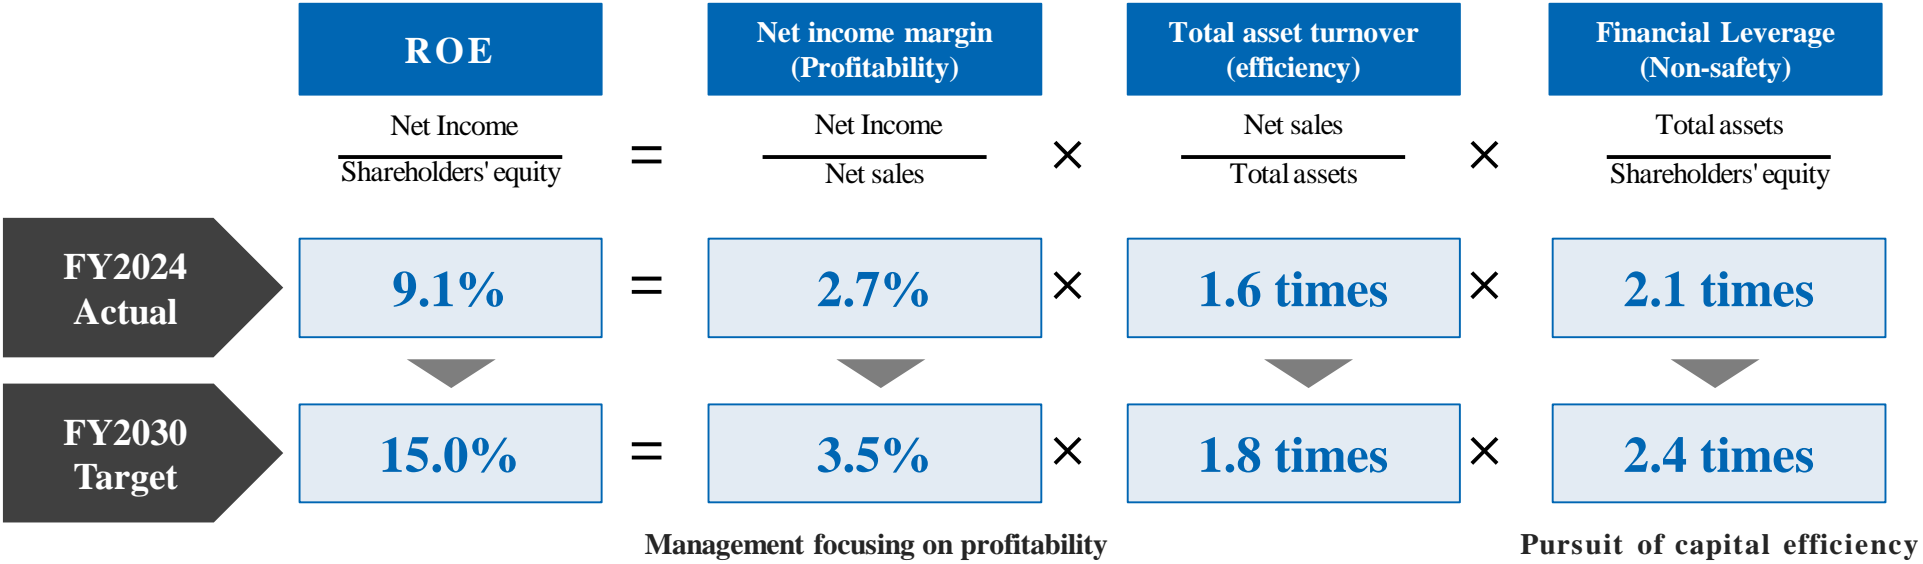 ROE
Net income margin
(Profitability)
Total asset turnover
(efficiency)
Financial Leverage
(Non-safety)
Net Income
Shareholders' equity
=
Net Income
Net sales
×
Net sales
Total assets
×
Total assets
Shareholders' equity
FY2024
Actual
9.1%
=
2.7%
×
1.6 times
×
2.1 times
FY2030
Target
15.0%
=
3.5%
×
1.8 times
×
2.4 times
Management focusing on profitability
Pursuit of capital efficiency